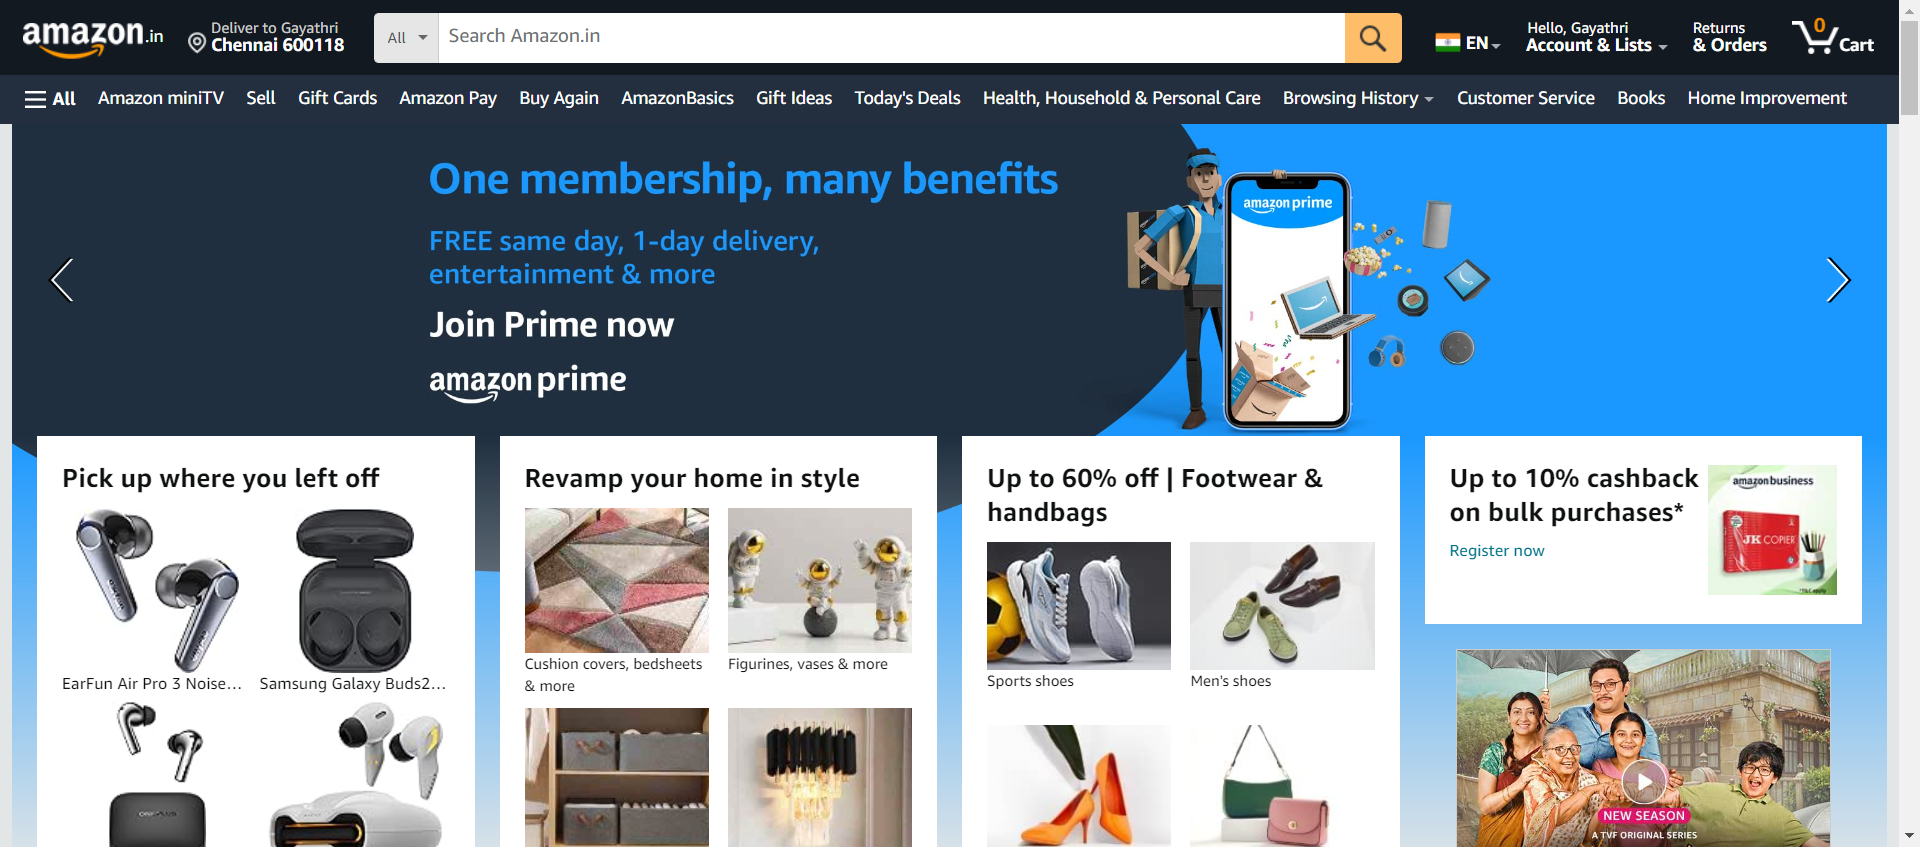 amazon.in
Deliver to Gayathri
Chennai 600118
All
Search Amazon.in
EN
Hello, Gayathri
Account & Lists
Returns
& Orders
0
Cart
All
Amazon miniTV
Sell
Gift Cards
Amazon Pay
Buy Again
AmazonBasics
Gift Ideas
Today's Deals
Health, Household & Personal Care
Browsing History
Customer Service
Books
Home Improvement
One membership, many benefits
FREE same day, 1-day delivery,
entertainment & more
Join Prime now
amazon prime
amazon prime
Pick up where you left off
EarFun Air Pro 3 Noise...
Samsung Galaxy Buds2...
Revamp your home in style
Cushion covers, bedsheets
& more
Figurines, vases & more
Up to 60% off | Footwear &
handbags
Sports shoes
Men's shoes
Up to 10% cashback
on bulk purchases*
Register now
amazon business
JK COPIER
NEW SEASON
A TVF ORIGINAL SERIES